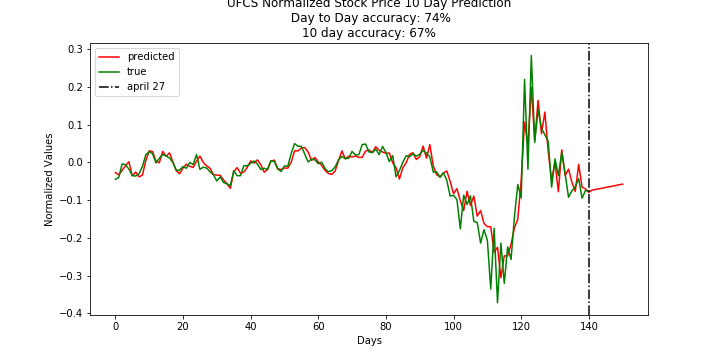 UFCS Normalized Stock Price 10 Day Prediction
Day to Day accuracy: 74%
10 day accuracy: 67%
predicted
true
april 27
0.3
0.2
0.1
0.0
−0.1
−0.2
−0.3
−0.4
Normalized Values
0 20 40 60 80 100 120 140
Days